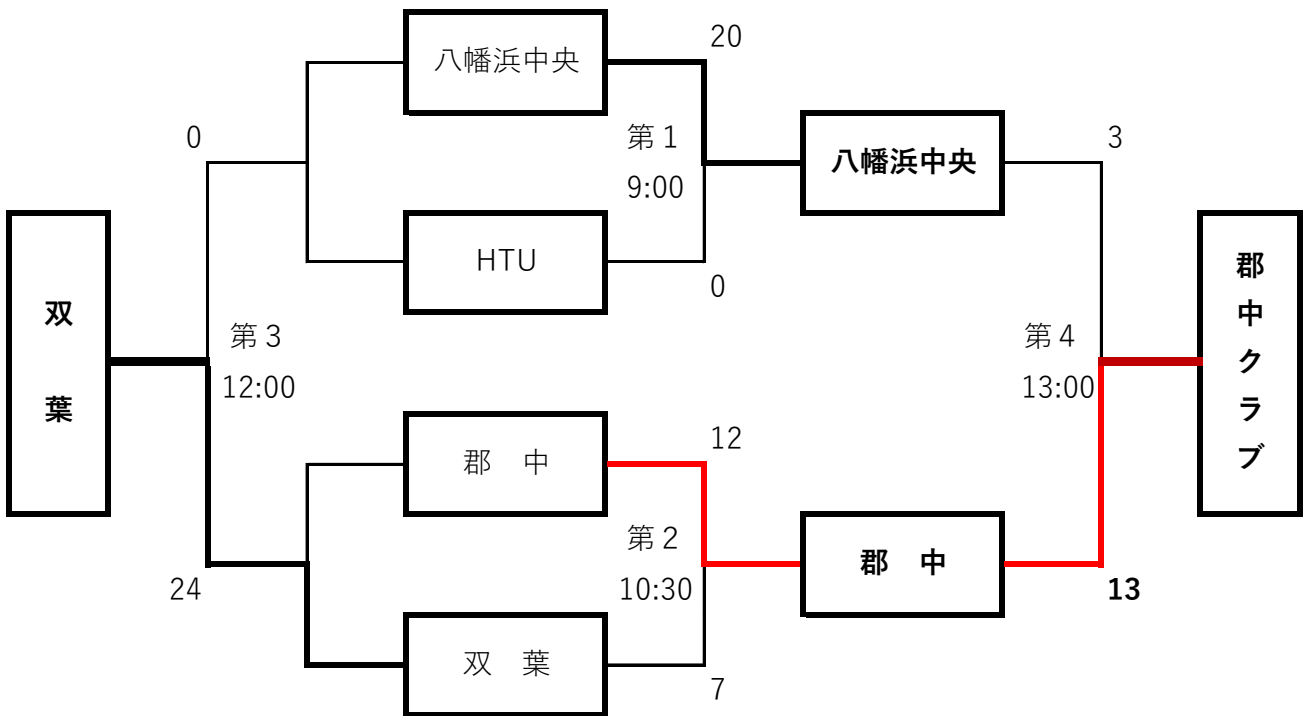 八幡浜中央
20
0
第１
9:00
八幡浜中央
3
HTU
0
双葉
郡中クラブ
第３
12:00
第４
13:00
郡　中
12
第２
10:30
郡　中
24
13
双　葉
7